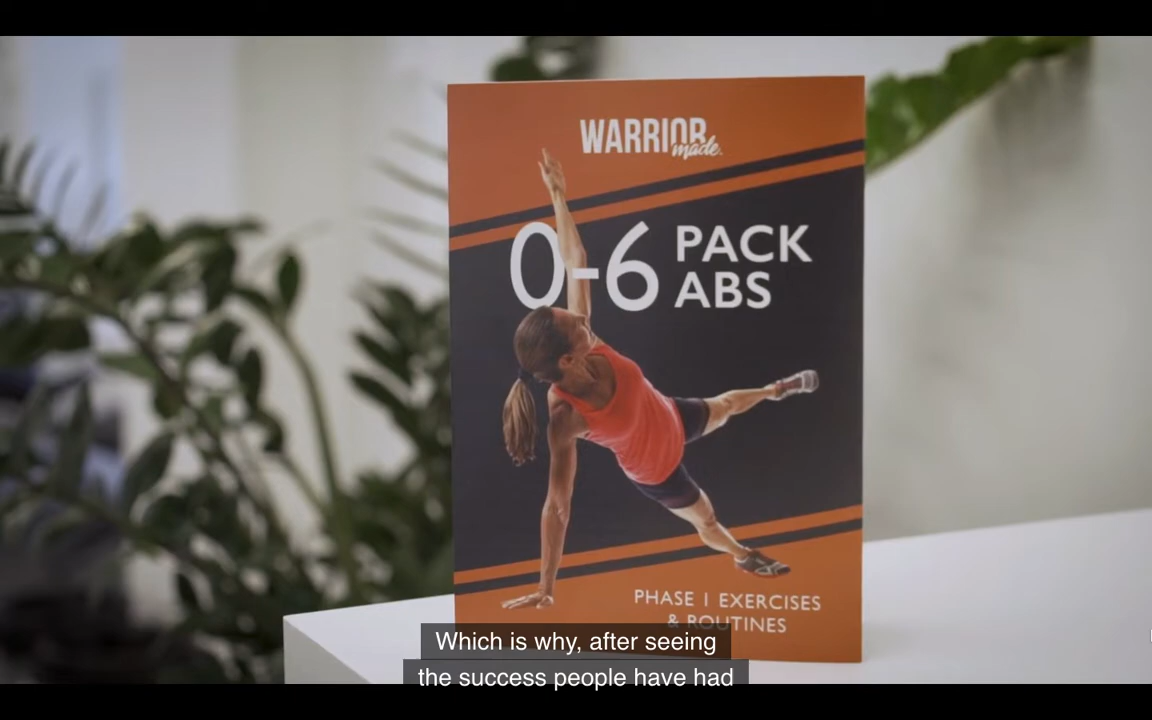 WARRIOR
made.
0-6 PACK
ABS
PHASE I EXERCISES
& ROUTINES
Which is why, after seeing
the success people have had